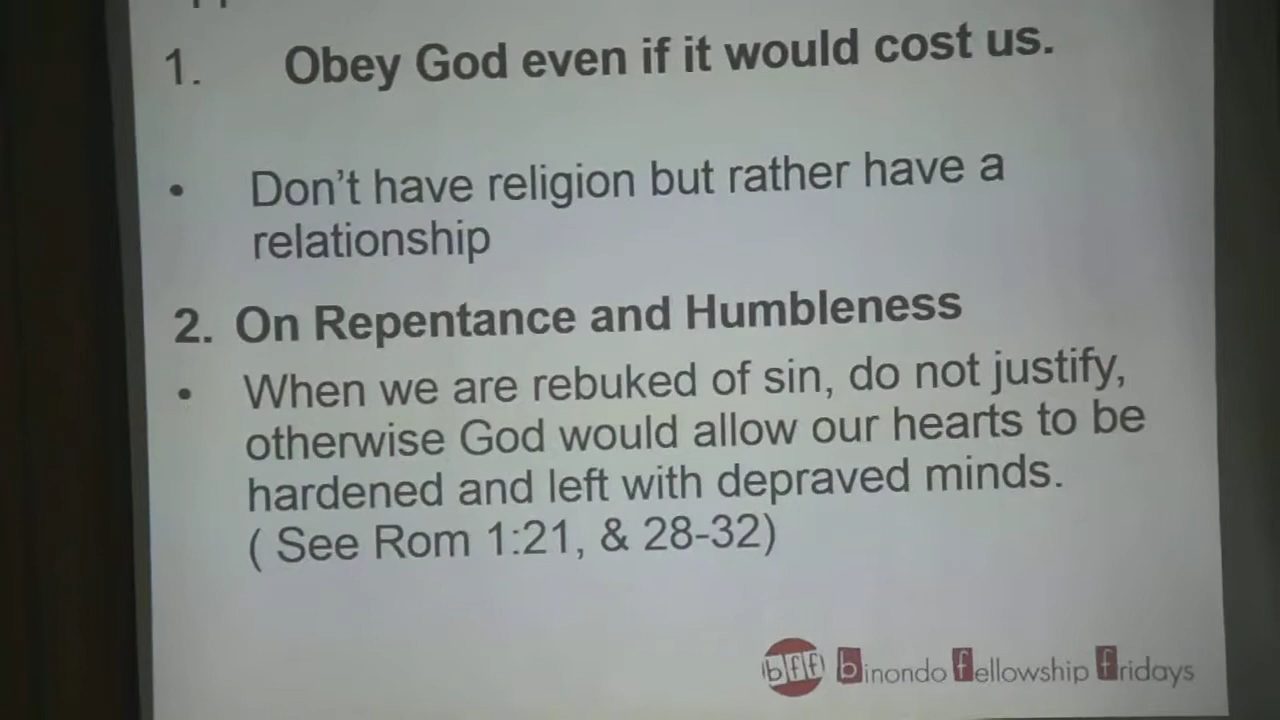 1. Obey God even if it would cost us.
• Don't have religion but rather have a
relationship
2. On Repentance and Humbleness
• When we are rebuked of sin, do not justify,
otherwise God would allow our hearts to be
hardened and left with depraved minds.
( See Rom 1:21, & 28-32)
bff binondo fellowship fridays